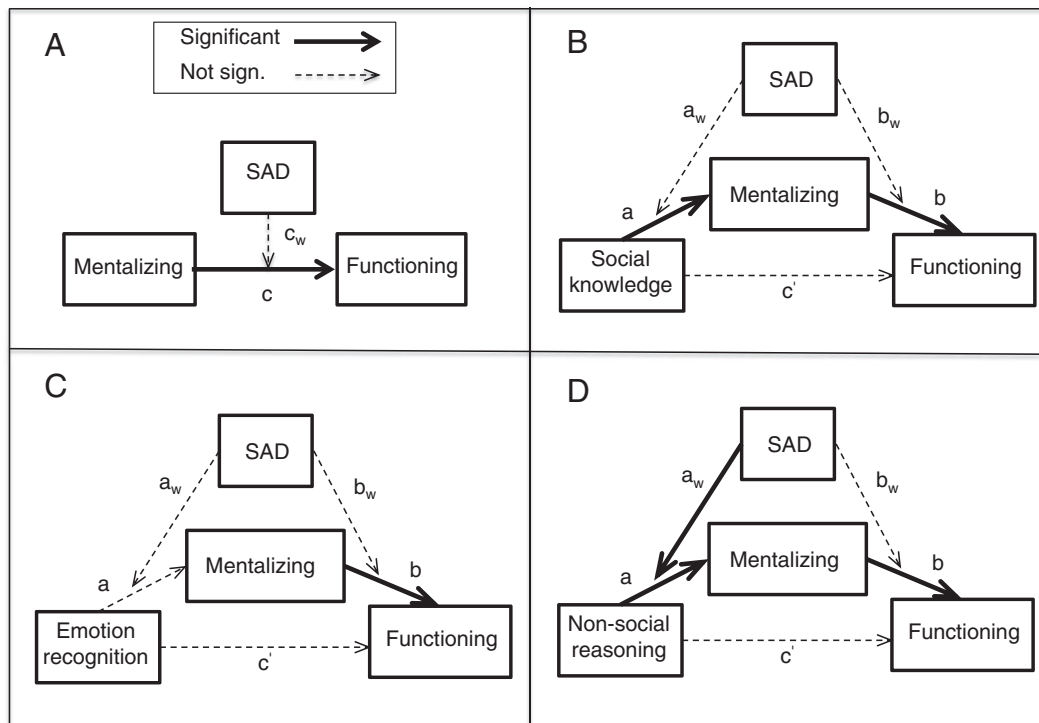 A
Significant
Not sign.
SAD
c_w
Mentalizing
Functioning
c
B
SAD
a_w
b_w
Mentalizing
a
b
Social
knowledge
Functioning
c'
C
SAD
a_w
b_w
Mentalizing
a
b
Emotion
recognition
Functioning
c'
D
SAD
a_w
b_w
Mentalizing
a
b
Non-social
reasoning
Functioning
c'